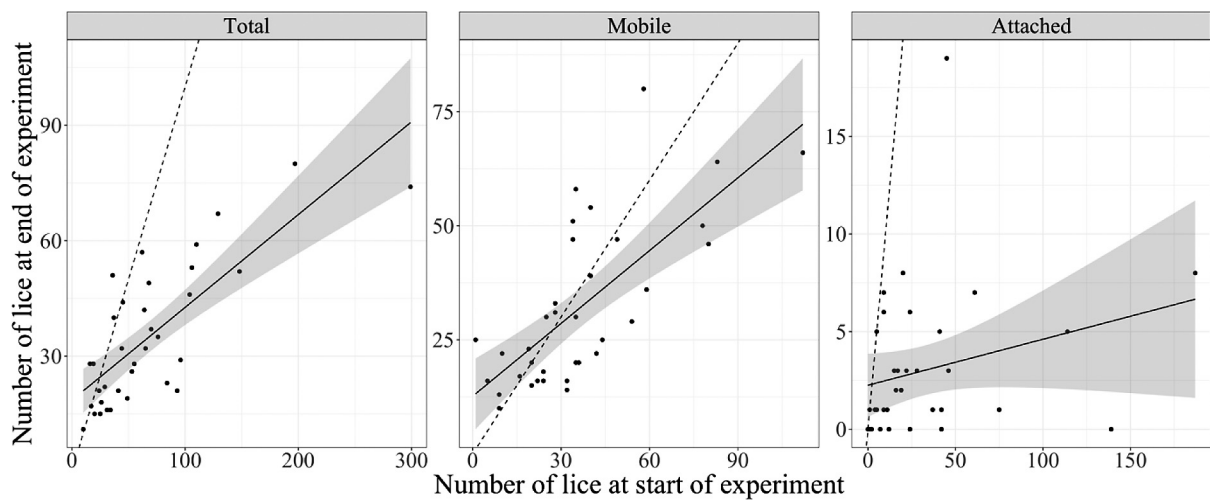 Total Mobile Attached
Number of lice at end of experiment
90
60
30
0 100 200 300
75
50
25
0 30 60 90
15
10
5
0
0 50 100 150
Number of lice at start of experiment